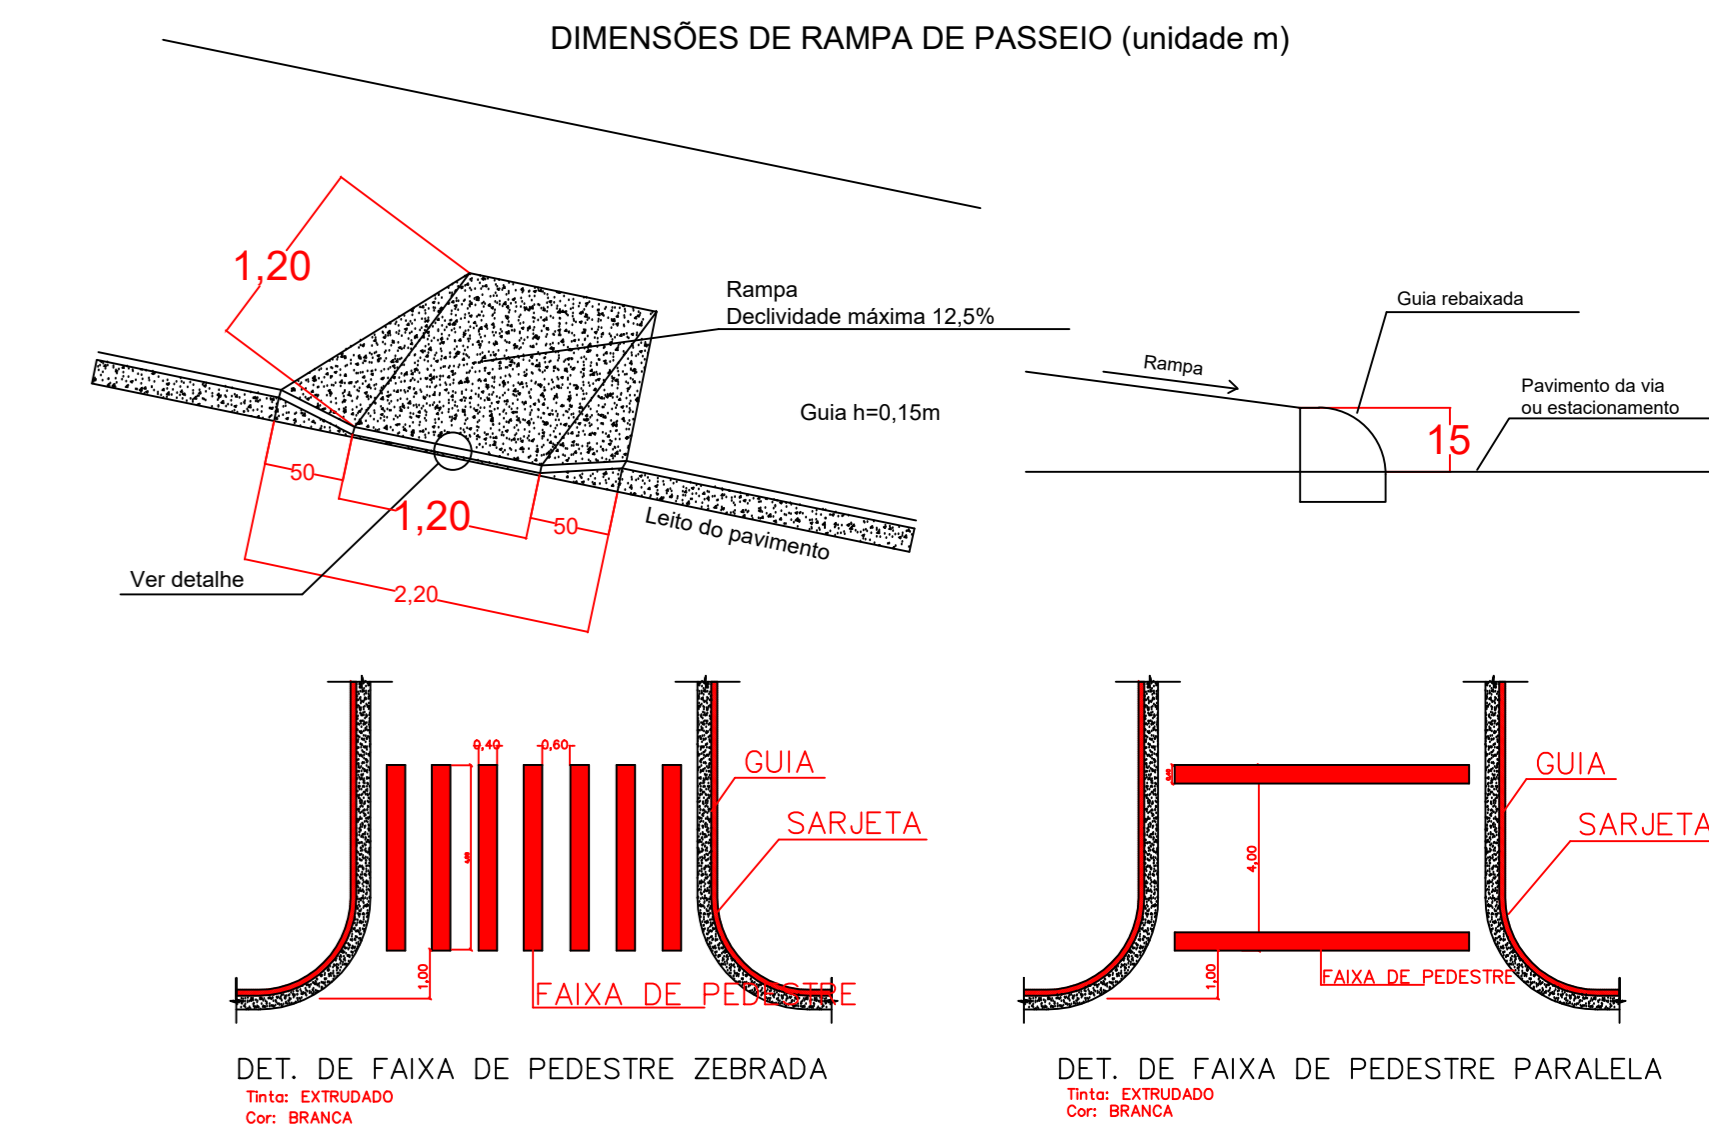 DIMENSÕES DE RAMPA DE PASSEIO (unidade m)
1,20
Rampa
Declividade máxima 12,5%
Guia h=0,15m
50
1,20
50
2,20
Leito do pavimento
Ver detalhe
Guia rebaixada
Rampa
Pavimento da via
ou estacionamento
15
0,40
0,60
1,00
GUIA
SARJETA
FAIXA DE PEDESTRE
DET. DE FAIXA DE PEDESTRE ZEBRADA
Tinta: EXTRUDADO
Cor: BRANCA
4,00
1,00
GUIA
SARJETA
FAIXA DE PEDESTRE
DET. DE FAIXA DE PEDESTRE PARALELA
Tinta: EXTRUDADO
Cor: BRANCA